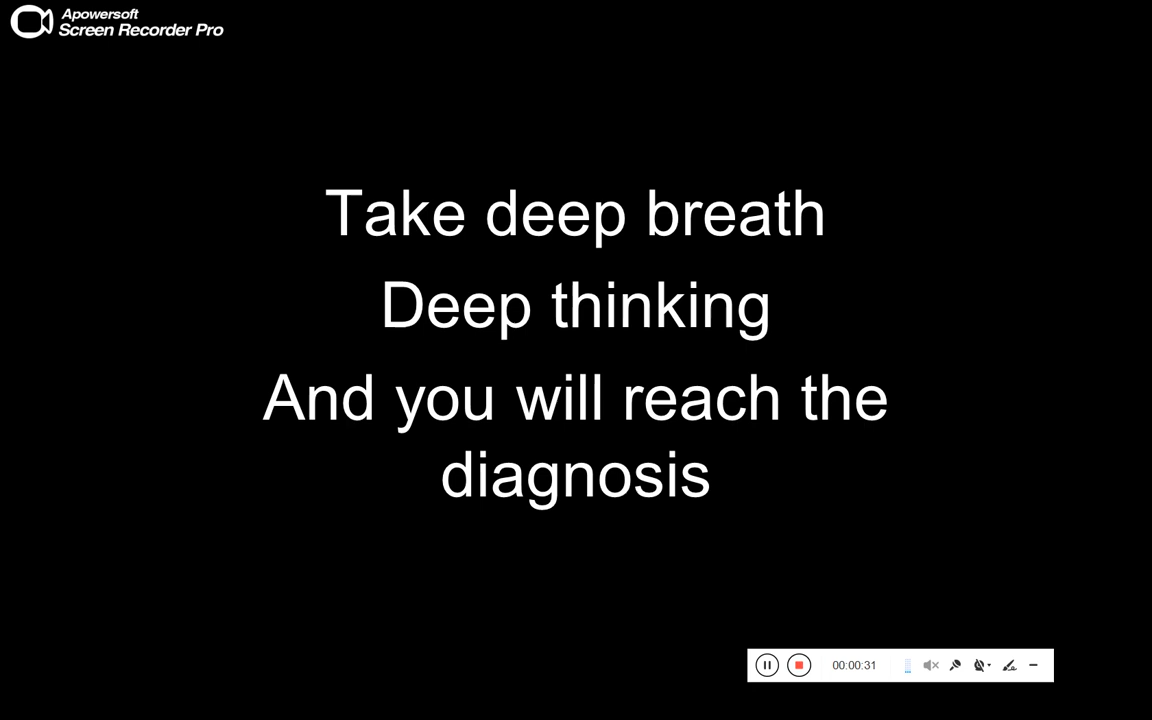 Apowersoft
Screen Recorder Pro
Take deep breath
Deep thinking
And you will reach the
diagnosis
00:00:31